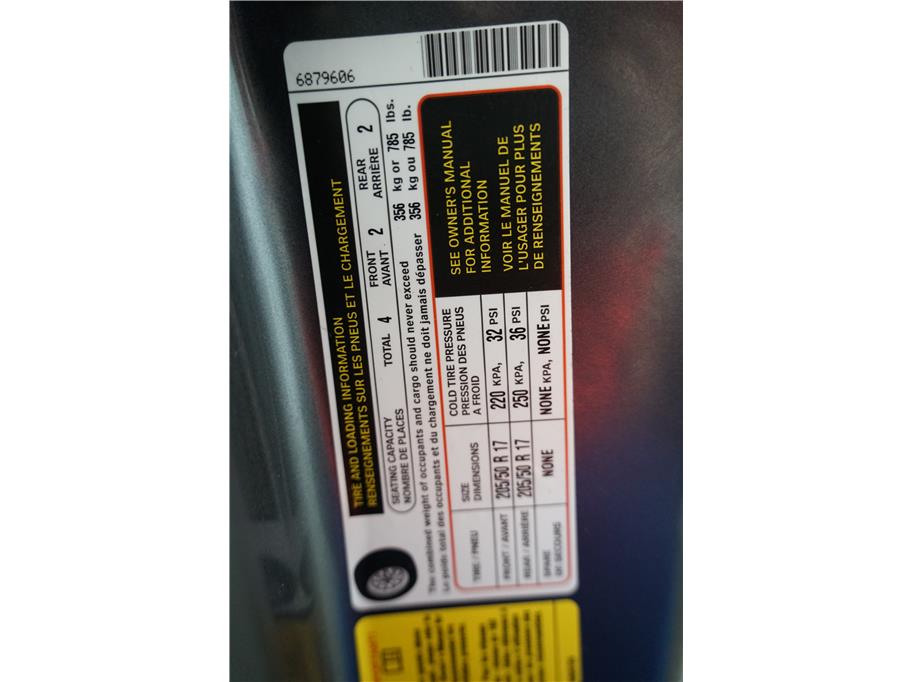 6879606
TIRE AND LOADING INFORMATION
RENSEIGNEMENTS SUR LES PNEUS ET LE CHARGEMENT
SEATING CAPACITY
NOMBRE DE PLACES
TOTAL 4
FRONT
AVANT 2
REAR
ARRIÈRE 2
The combined weight of occupants and cargo should never exceed 356 kg or 785 lbs.
Le poids total des occupants et du chargement ne doit jamais dépasser 356 kg ou 785 lb.
TIRE / PNEU
SIZE
DIMENSIONS
COLD TIRE PRESSURE
PRESSION DES PNEUS
A FROID
FRONT / AVANT 205/50 R 17 220 KPA, 32 PSI
REAR / ARRIÈRE 205/50 R 17 250 KPA, 36 PSI
SPARE
DE SECOURS
NONE NONE KPA, NONE PSI
SEE OWNER'S MANUAL
FOR ADDITIONAL
INFORMATION
VOIR LE MANUEL DE
L'USAGER POUR PLUS
DE RENSEIGNEMENTS